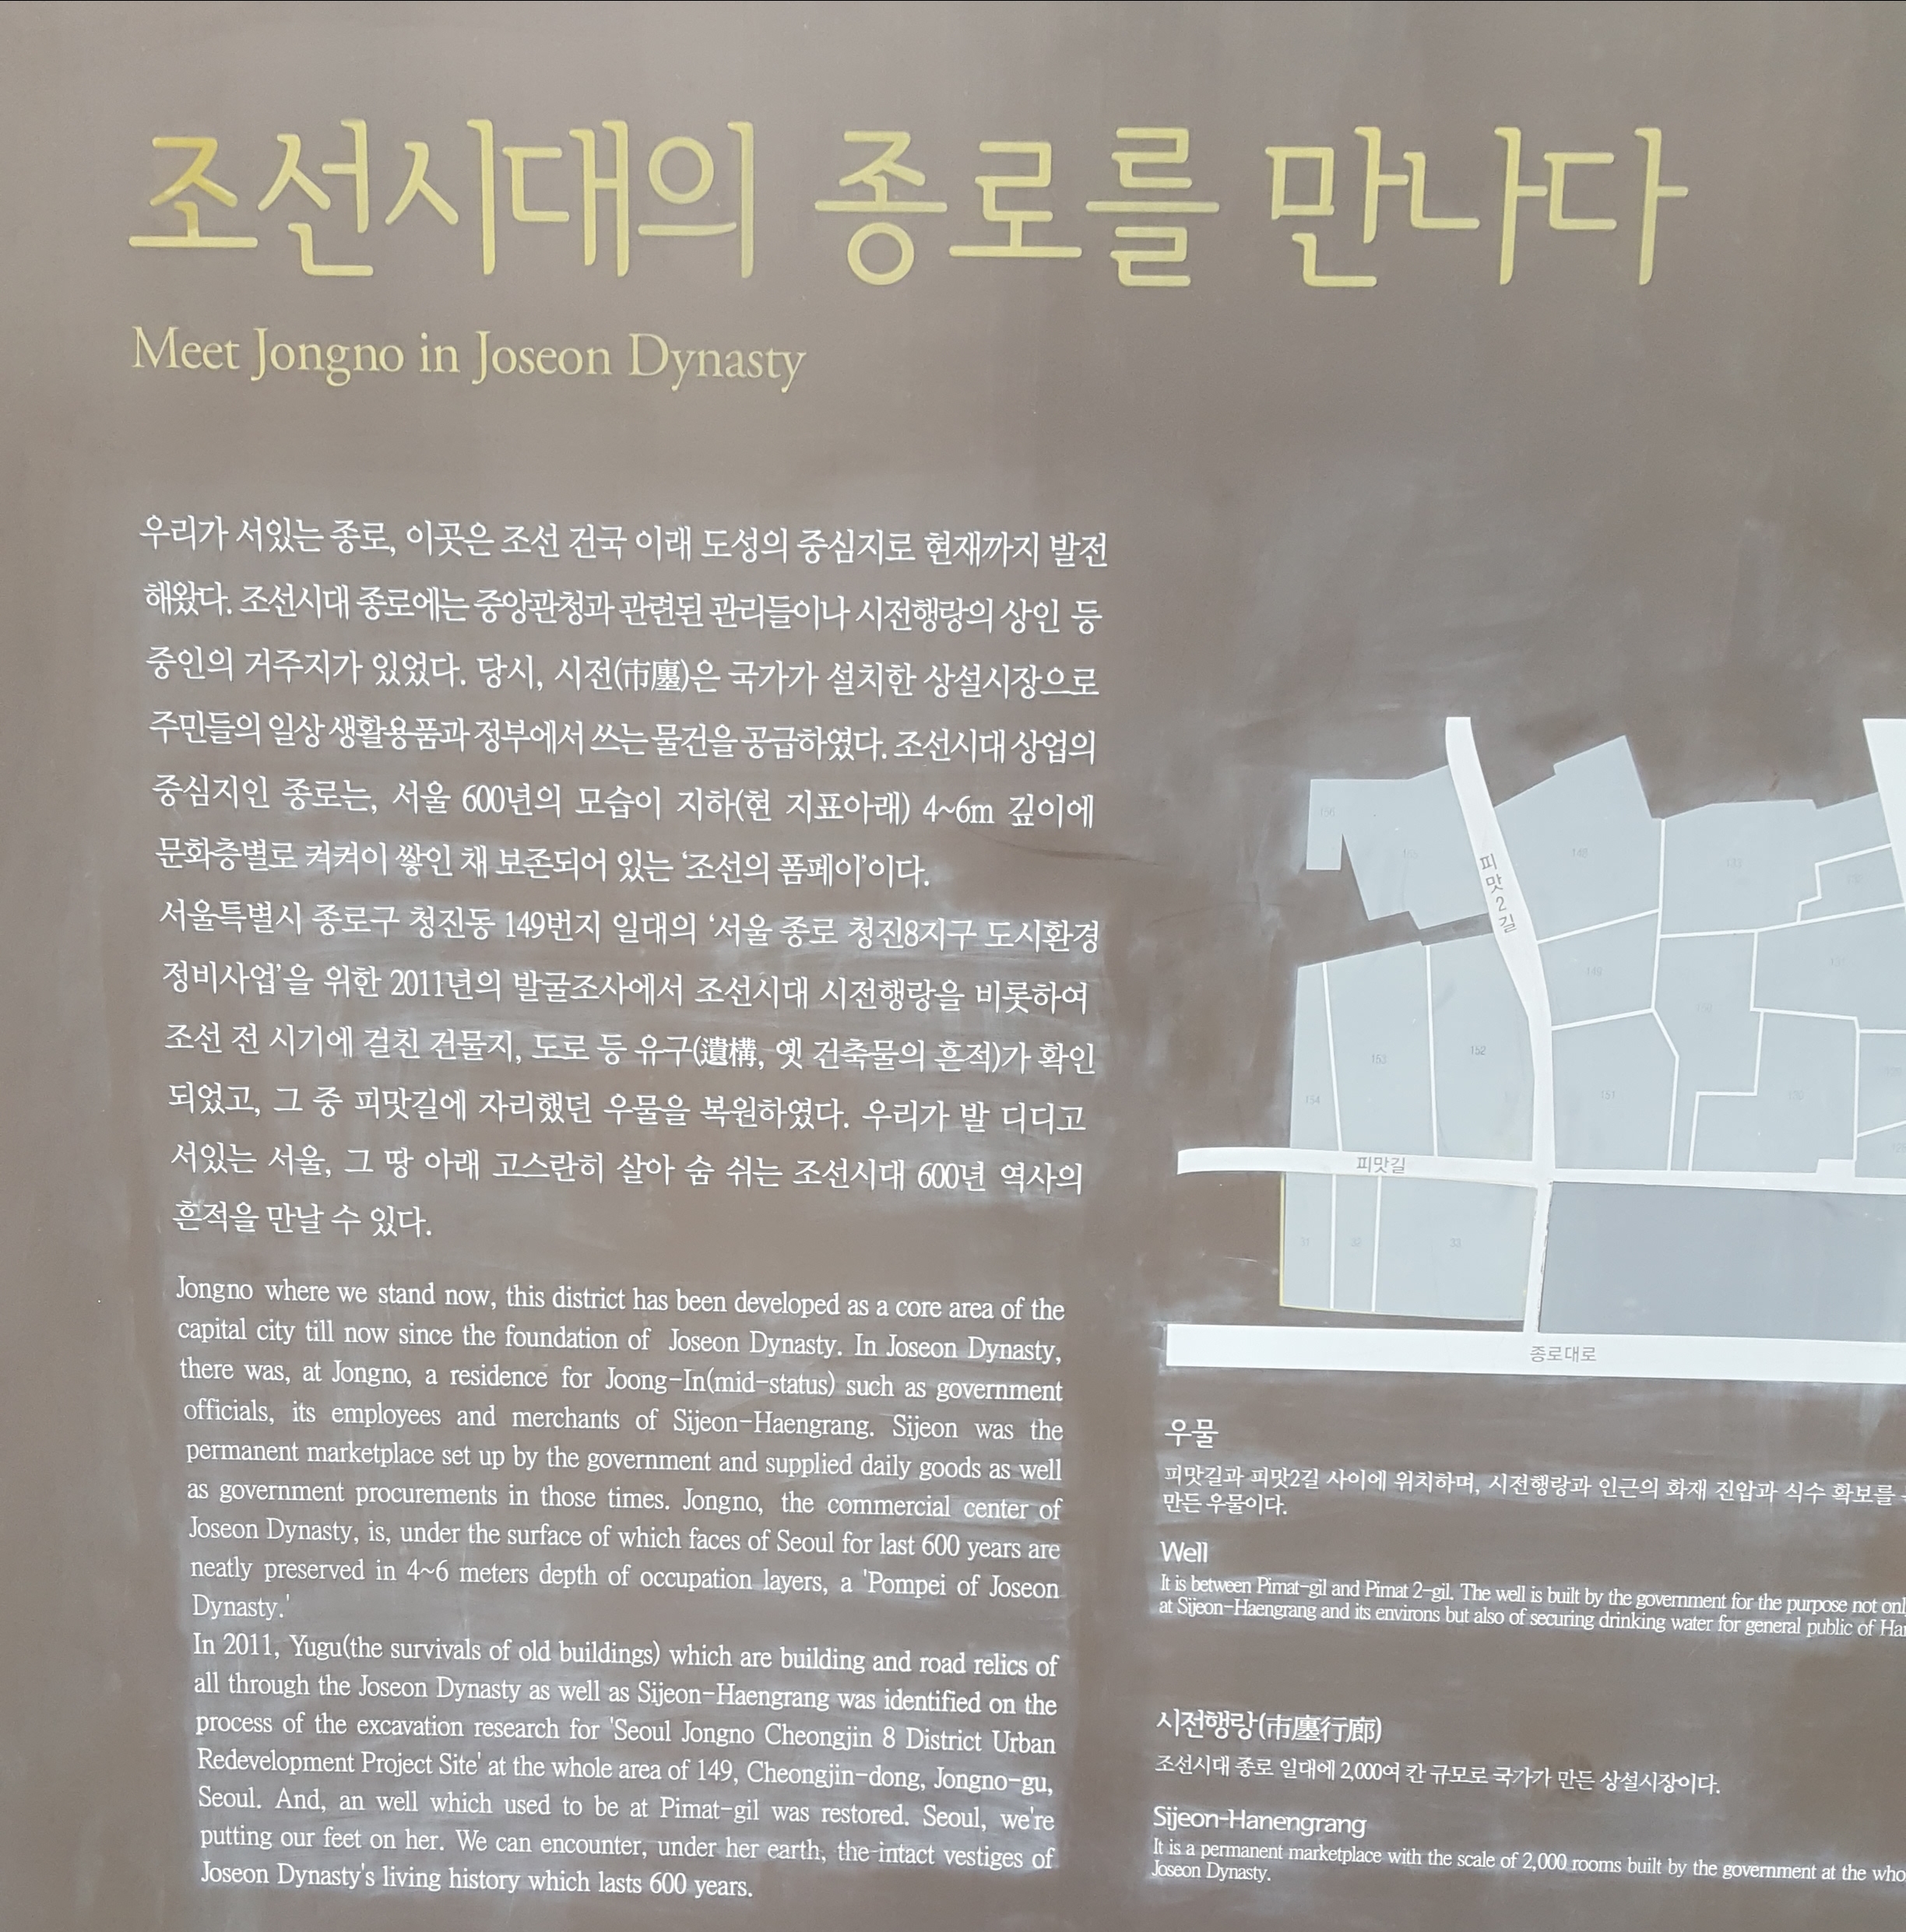 조선시대의 종로를 만나다
Meet Jongno in Joseon Dynasty
우리가 서있는 종로, 이곳은 조선 건국 이래 도성의 중심지로 현재까지 발전
해왔다. 조선시대 종로에는 중앙관청과 관련된 관리들이나 시전행랑의 상인 등
중인의 거주지가 있었다. 당시, 시전(市廛)은 국가가 설치한 상설시장으로
주민들의 일상 생활용품과 정부에서 쓰는 물건을 공급하였다. 조선시대 상업의
중심지인 종로는, 서울 600년의 모습이 지하(현 지표아래) 4~6m 깊이에
문화층별로 켜켜이 쌓인 채 보존되어 있는 ‘조선의 폼페이’이다.
서울특별시 종로구 청진동 149번지 일대의 ‘서울 종로 청진8지구 도시환경
정비사업’을 위한 2011년의 발굴조사에서 조선시대 시전행랑을 비롯하여
조선 전 시기에 걸친 건물지, 도로 등 유구(遺構, 옛 건축물의 흔적)가 확인
되었고, 그 중 피맛길에 자리했던 우물을 복원하였다. 우리가 발 디디고
서있는 서울, 그 땅 아래 고스란히 살아 숨 쉬는 조선시대 600년 역사의
흔적을 만날 수 있다.
Jongno where we stand now, this district has been developed as a core area of the
capital city till now since the foundation of Joseon Dynasty. In Joseon Dynasty,
there was, at Jongno, a residence for Joong-In(mid-status) such as government
officials, its employees and merchants of Sijeon-Haengrang. Sijeon was the
permanent marketplace set up by the government and supplied daily goods as well
as government procurements in those times. Jongno, the commercial center of
Joseon Dynasty, is, under the surface of which faces of Seoul for last 600 years are
neatly preserved in 4~6 meters depth of occupation layers, a 'Pompei of Joseon
Dynasty.'
In 2011, Yugu(the survivals of old buildings) which are building and road relics of
all through the Joseon Dynasty as well as Sijeon-Haengrang was identified on the
process of the excavation research for 'Seoul Jongno Cheongjin 8 District Urban
Redevelopment Project Site' at the whole area of 149, Cheongjin-dong, Jongno-gu,
Seoul. And, an well which used to be at Pimat-gil was restored. Seoul, we're
putting our feet on her. We can encounter, under her earth, the intact vestiges of
Joseon Dynasty's living history which lasts 600 years.
156
피맛2길
148
149
153
152
151
154
피맛길
31
32
33
종로대로
우물
피맛길과 피맛2길 사이에 위치하며, 시전행랑과 인근의 화재 진압과 식수 확보를
만든 우물이다.
Well
It is between Pimat-gil and Pimat 2-gil. The well is built by the government for the purpose not
at Sijeon-Haengrang and its environs but also of securing drinking water for general public of
시전행랑(市廛行廊)
조선시대 종로 일대에 2,000여 칸 규모로 국가가 만든 상설시장이다.
Sijeon-Hanengrang
It is a permanent marketplace with the scale of 2,000 rooms built by the government at the
Joseon Dynasty.